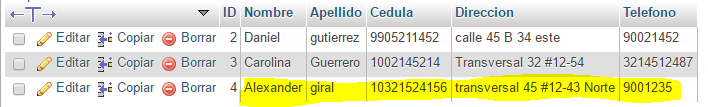 ID Nombre Apellido Cedula Direccion Telefono
Editar Copiar Borrar 2 Daniel gutierrez 9905211452 calle 45 B 34 este 90021452
Editar Copiar Borrar 3 Carolina Guerrero 1002145214 Transversal 32 #12-54 3214512487
Editar Copiar Borrar 4 Alexander giral 10321524156 transversal 45 #12-43 Norte 9001235